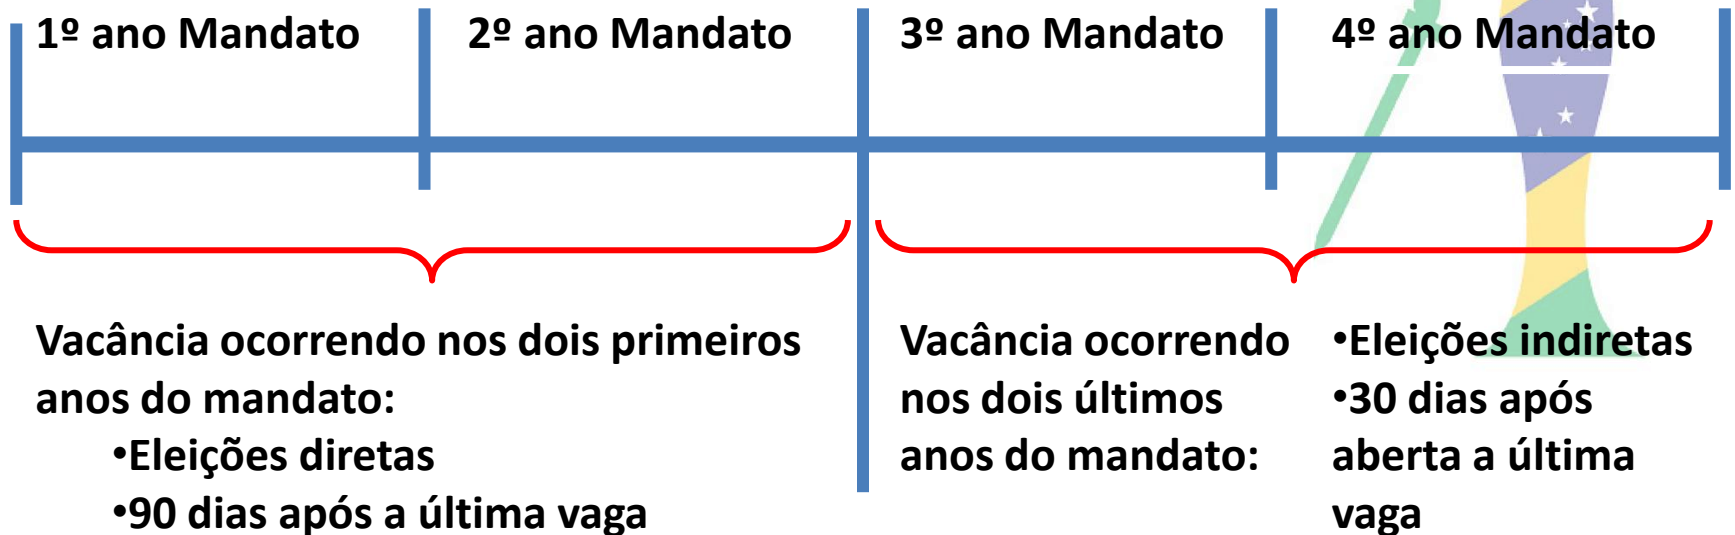 1º ano Mandato
2º ano Mandato
3º ano Mandato
4º ano Mandato
Vacância ocorrendo nos dois primeiros
anos do mandato:
•Eleições diretas
•90 dias após a última vaga
Vacância ocorrendo
nos dois últimos
anos do mandato:
•Eleições indiretas
•30 dias após
aberta a última
vaga